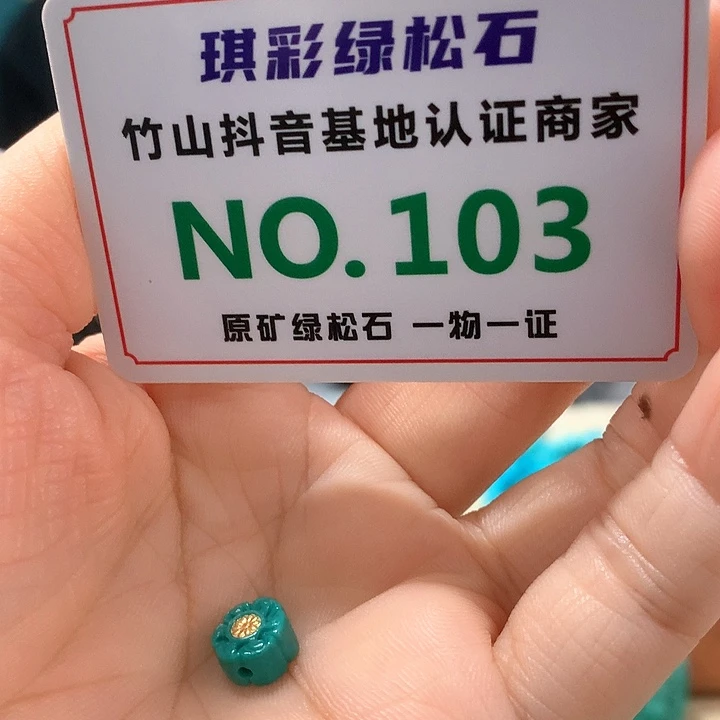 琪彩绿松石
竹山抖音基地认证商家
NO.103
原矿绿松石 一物一证